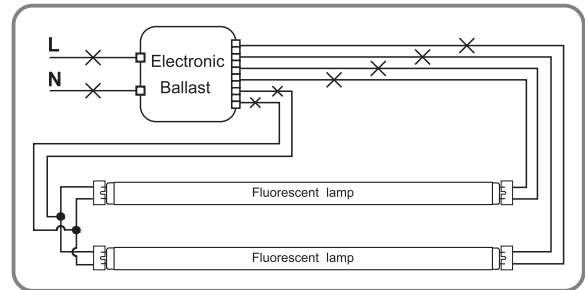 L
N
Electronic
Ballast
Fluorescent lamp
Fluorescent lamp